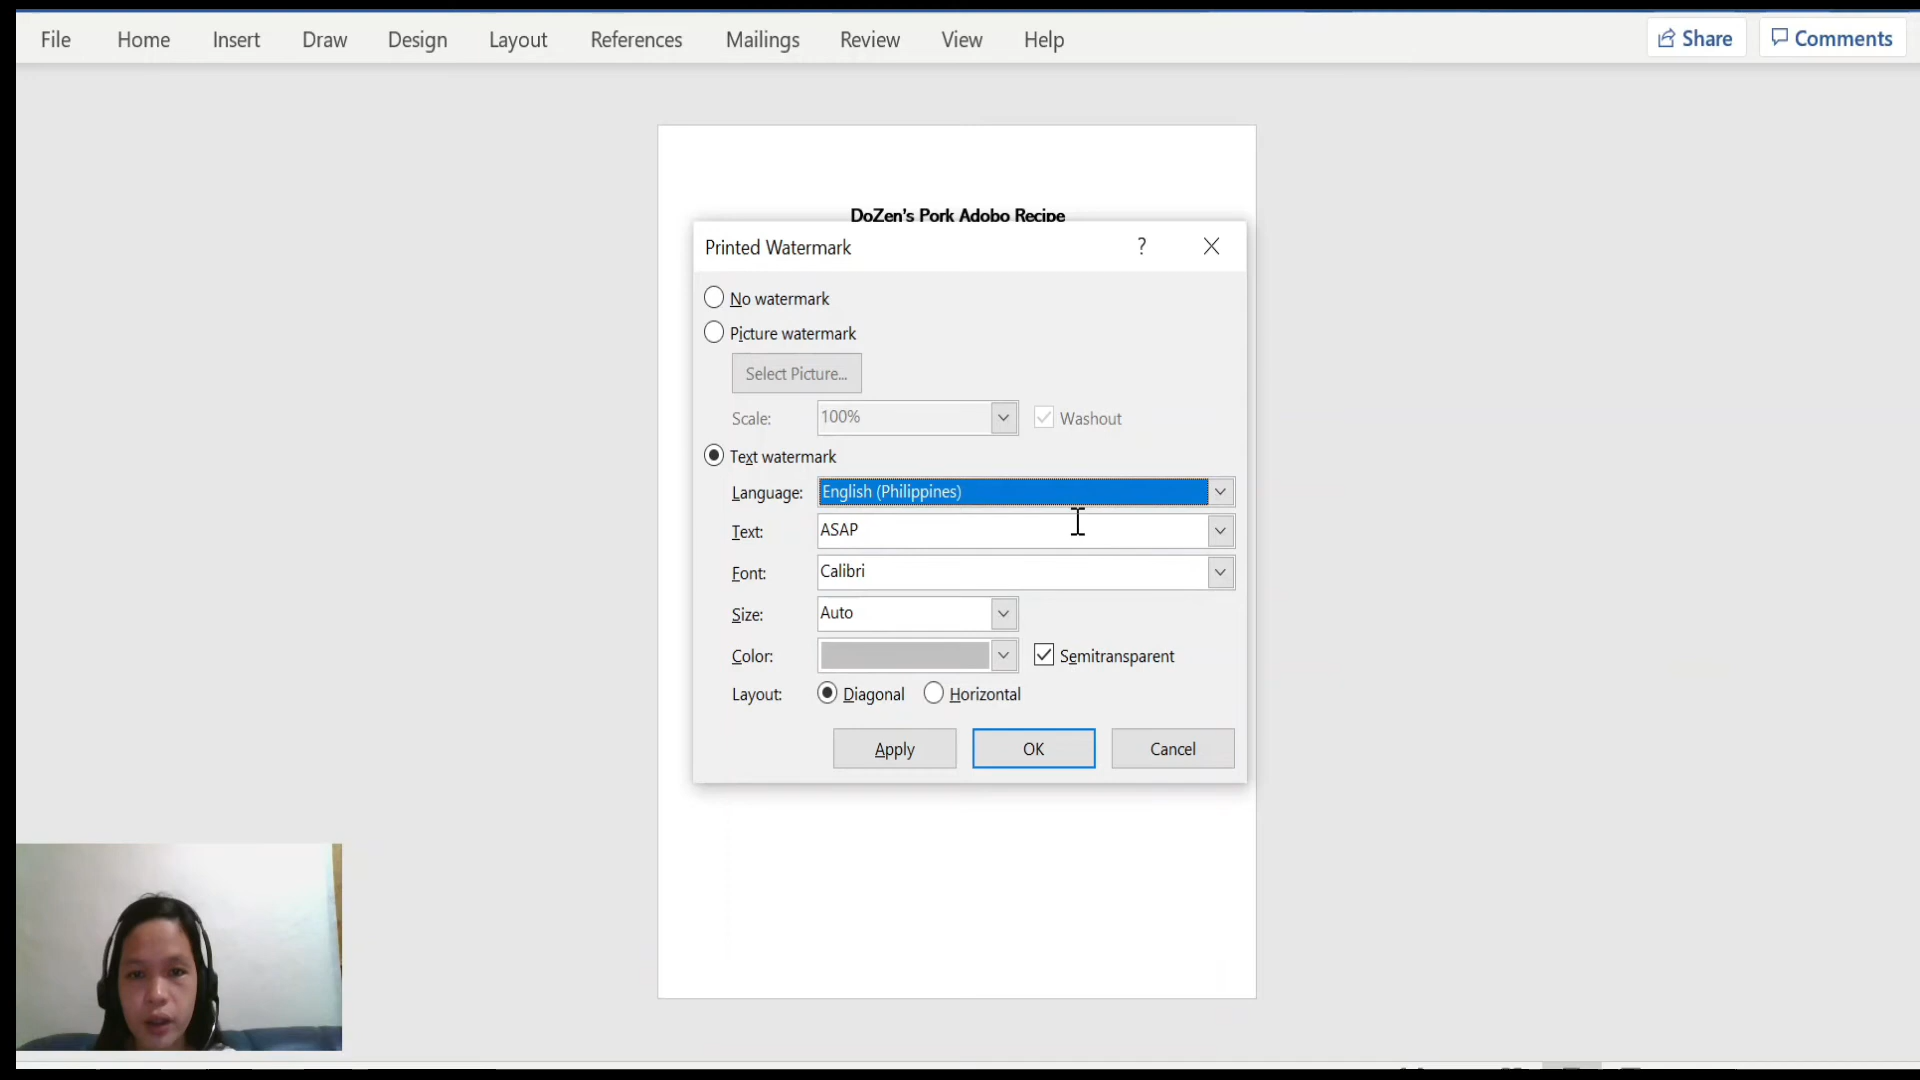 File Home Insert Draw Design Layout References Mailings Review View Help Share Comments
DoZen's Pork Adobo Recipe
Printed Watermark ?
No watermark
Picture watermark
Select Picture...
Scale: 100% Washout
Text watermark
Language: English (Philippines)
Text: ASAP
Font: Calibri
Size: Auto
Color: Semitransparent
Layout: Diagonal Horizontal
Apply OK Cancel